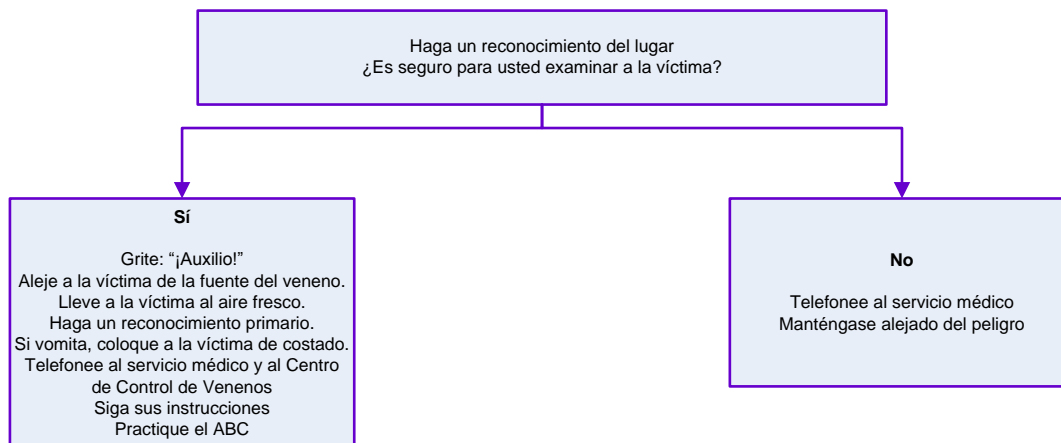 Haga un reconocimiento del lugar
¿Es seguro para usted examinar a la víctima?
Sí
Grite: “¡Auxilio!”
Aleje a la víctima de la fuente del veneno.
Lleve a la víctima al aire fresco.
Haga un reconocimiento primario.
Si vomita, coloque a la víctima de costado.
Telefonee al servicio médico y al Centro
de Control de Venenos
Siga sus instrucciones
Practique el ABC
No
Telefonee al servicio médico
Manténgase alejado del peligro